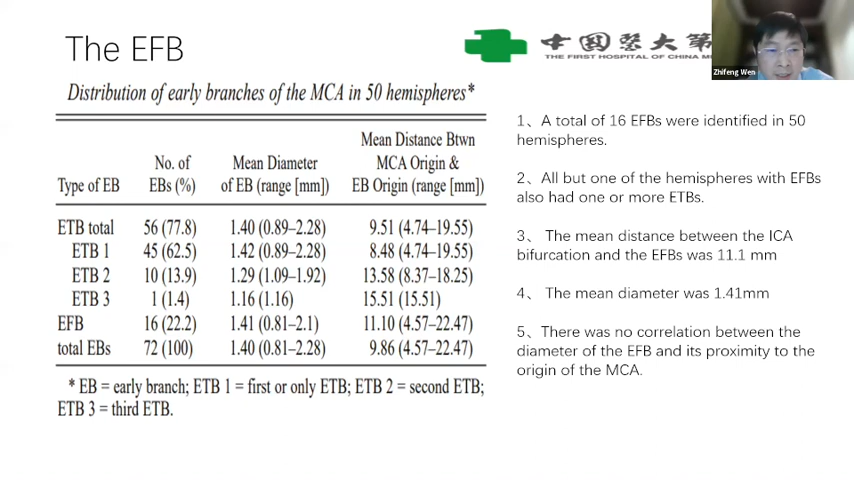 The EFB
中国医大第
THE FIRST HOSPITAL OF CHINA M
Zhifeng Wen
Distribution of early branches of the MCA in 50 hemispheres*
Mean Distance Btwn
No. of Mean Diameter MCA Origin &
Type of EB EBs (%) of EB (range [mm]) EB Origin (range [mm])
ETB total 56 (77.8) 1.40 (0.89–2.28) 9.51 (4.74–19.55)
ETB 1 45 (62.5) 1.42 (0.89–2.28) 8.48 (4.74–19.55)
ETB 2 10 (13.9) 1.29 (1.09–1.92) 13.58 (8.37–18.25)
ETB 3 1 (1.4) 1.16 (1.16) 15.51 (15.51)
EFB 16 (22.2) 1.41 (0.81–2.1) 11.10 (4.57–22.47)
total EBs 72 (100) 1.40 (0.81–2.28) 9.86 (4.57–22.47)
* EB = early branch; ETB 1 = first or only ETB; ETB 2 = second ETB;
ETB 3 = third ETB.
1、A total of 16 EFBs were identified in 50
hemispheres.
2、All but one of the hemispheres with EFBs
also had one or more ETBs.
3、 The mean distance between the ICA
bifurcation and the EFBs was 11.1 mm
4、 The mean diameter was 1.41mm
5、There was no correlation between the
diameter of the EFB and its proximity to the
origin of the MCA.